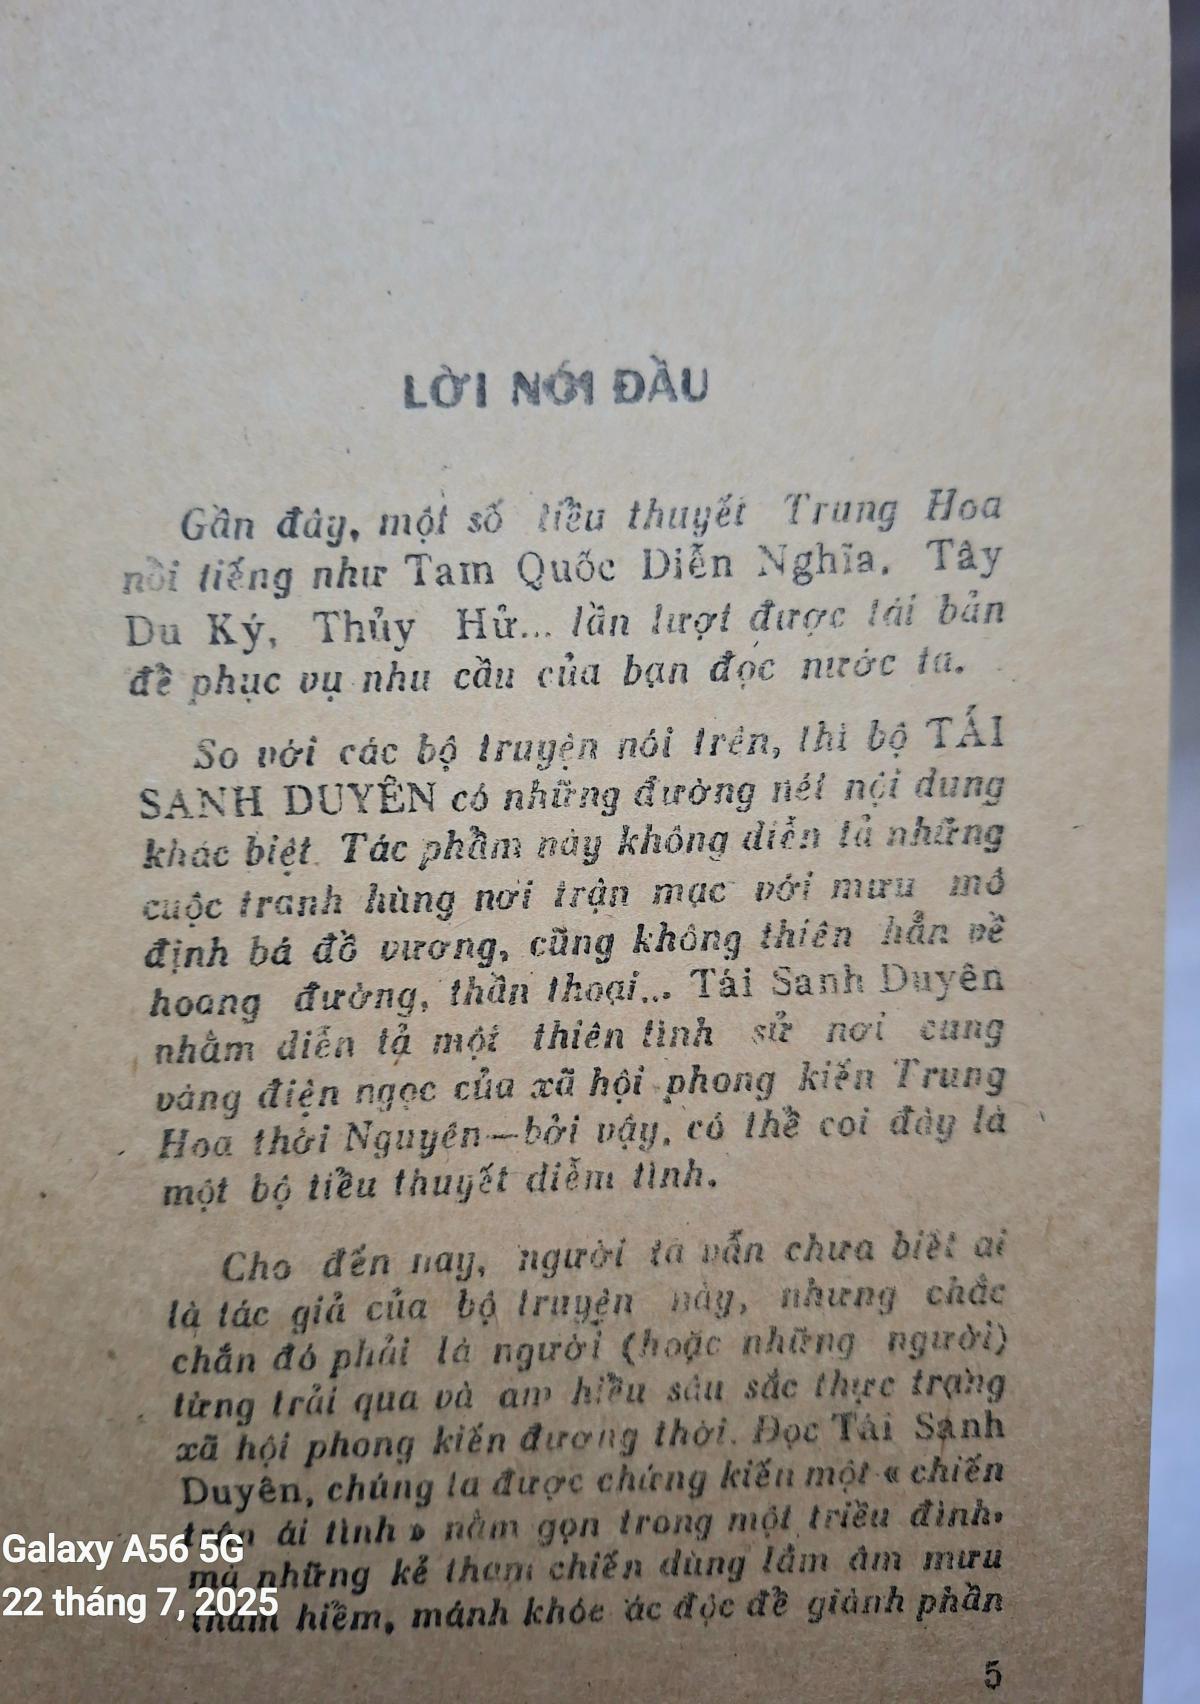 LỜI NÓI ĐẦU
Gần đây, một số tiểu thuyết Trung Hoa
nổi tiếng như Tam Quốc Diễn Nghĩa. Tây
Du Ký, Thủy Hử... lần lượt được tái bản
để phục vụ nhu cầu của bạn đọc nước ta.
So với các bộ truyện nói trên, thì bộ TÁI
SANH DUYÊN có những đường nét nội dung
khác biệt. Tác phẩm này không diễn tả những
cuộc tranh hùng nơi trận mạc với mưu mô
định bá đồ vương, cũng không thiên hẳn về
hoang đường, thần thoại... Tái Sanh Duyên
nhằm diễn tả một thiên tình sử nơi cung
vàng điện ngọc của xã hội phong kiến Trung
Hoa thời Nguyên—bởi vậy, có thể coi đây là
một bộ tiểu thuyết diễm tình.
Cho đến nay, người ta vẫn chưa biết ai
là tác giả của bộ truyện này, nhưng chắc
chắn đó phải là người (hoặc những người)
từng trải qua và am hiểu sâu sắc thực trạng
xã hội phong kiến đương thời. Đọc Tái Sanh
Duyên, chúng ta được chứng kiến một « chiến
trận ái tình » nằm gọn trong một triều đình.
mà những kẻ tham chiến dùng lắm âm mưu
thâm hiểm, mánh khóe ác độc để giành phần
5
Galaxy A56 5G
22 tháng 7, 2025